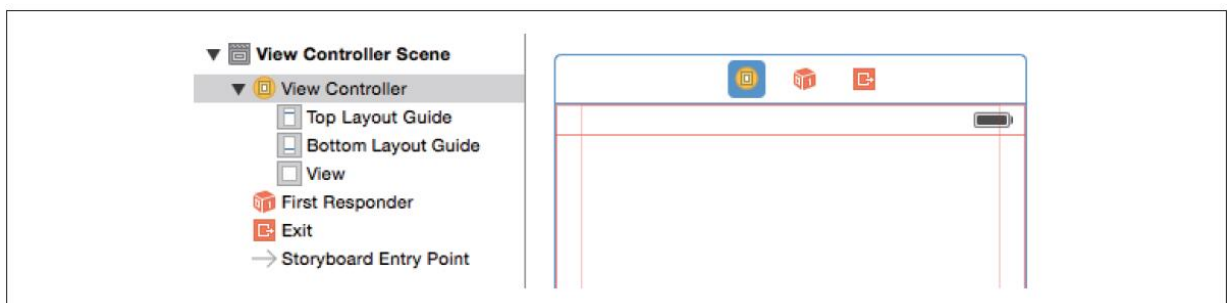 View Controller Scene
View Controller
Top Layout Guide
Bottom Layout Guide
View
First Responder
Exit
Storyboard Entry Point